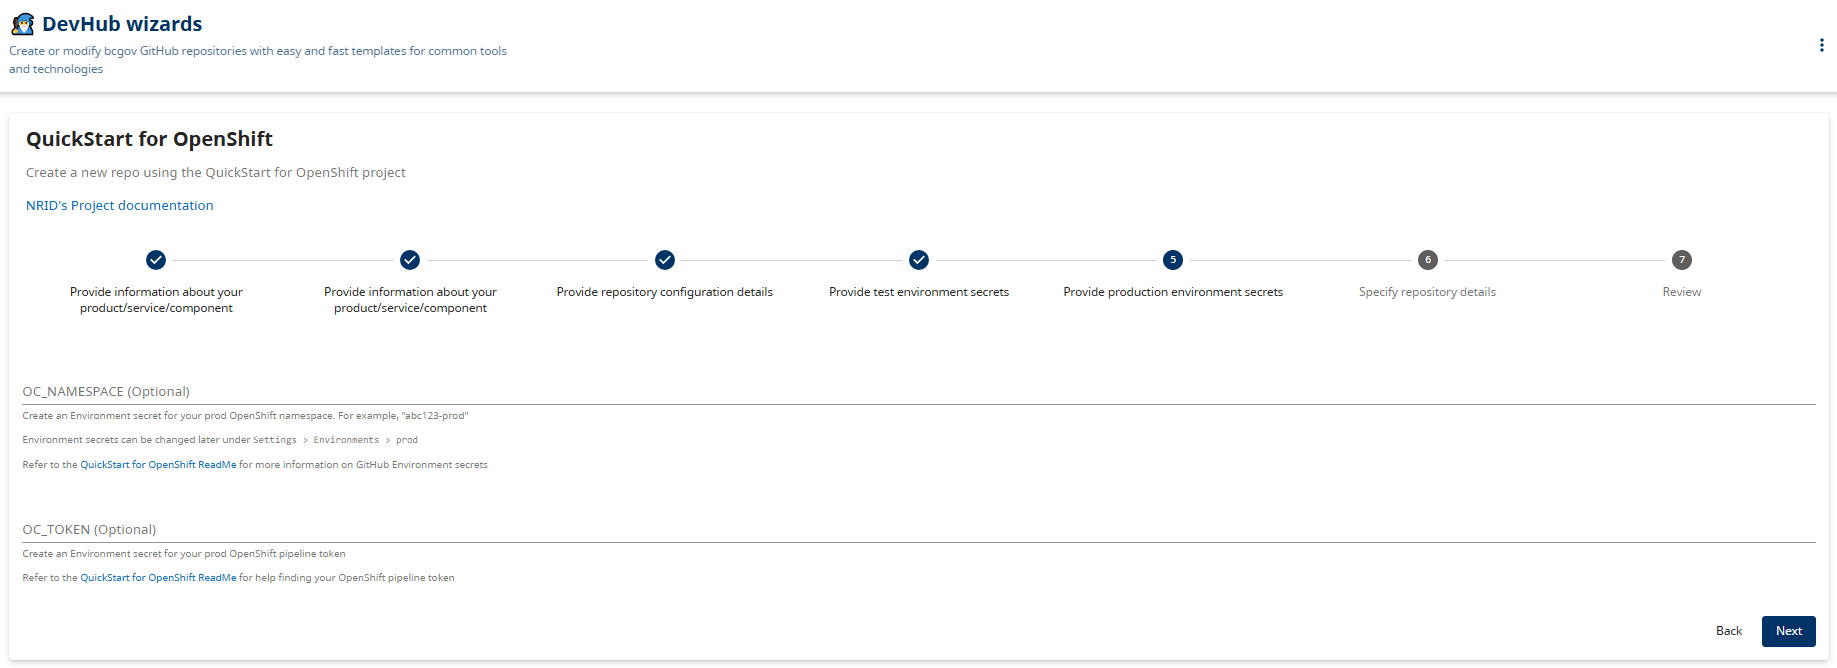 DevHub wizards
Create or modify bcgov GitHub repositories with easy and fast templates for common tools
and technologies
QuickStart for OpenShift
Create a new repo using the QuickStart for OpenShift project
NRID's Project documentation
5
6
7
Provide information about your
product/service/component
Provide information about your
product/service/component
Provide repository configuration details
Provide test environment secrets
Provide production environment secrets
Specify repository details
Review
OC_NAMESPACE (Optional)
Create an Environment secret for your prod OpenShift namespace. For example, "abc123-prod"
Environment secrets can be changed later under Settings > Environments > prod
Refer to the QuickStart for OpenShift ReadMe for more information on GitHub Environment secrets
OC_TOKEN (Optional)
Create an Environment secret for your prod OpenShift pipeline token
Refer to the QuickStart for OpenShift ReadMe for help finding your OpenShift pipeline token
Back
Next